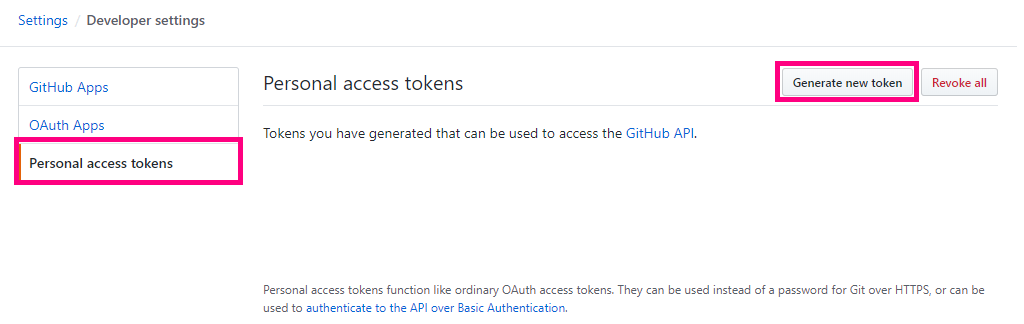 Settings / Developer settings
GitHub Apps
OAuth Apps
Personal access tokens
Personal access tokens
Generate new token
Revoke all
Tokens you have generated that can be used to access the GitHub API.
Personal access tokens function like ordinary OAuth access tokens. They can be used instead of a password for Git over HTTPS, or can be
used to authenticate to the API over Basic Authentication.